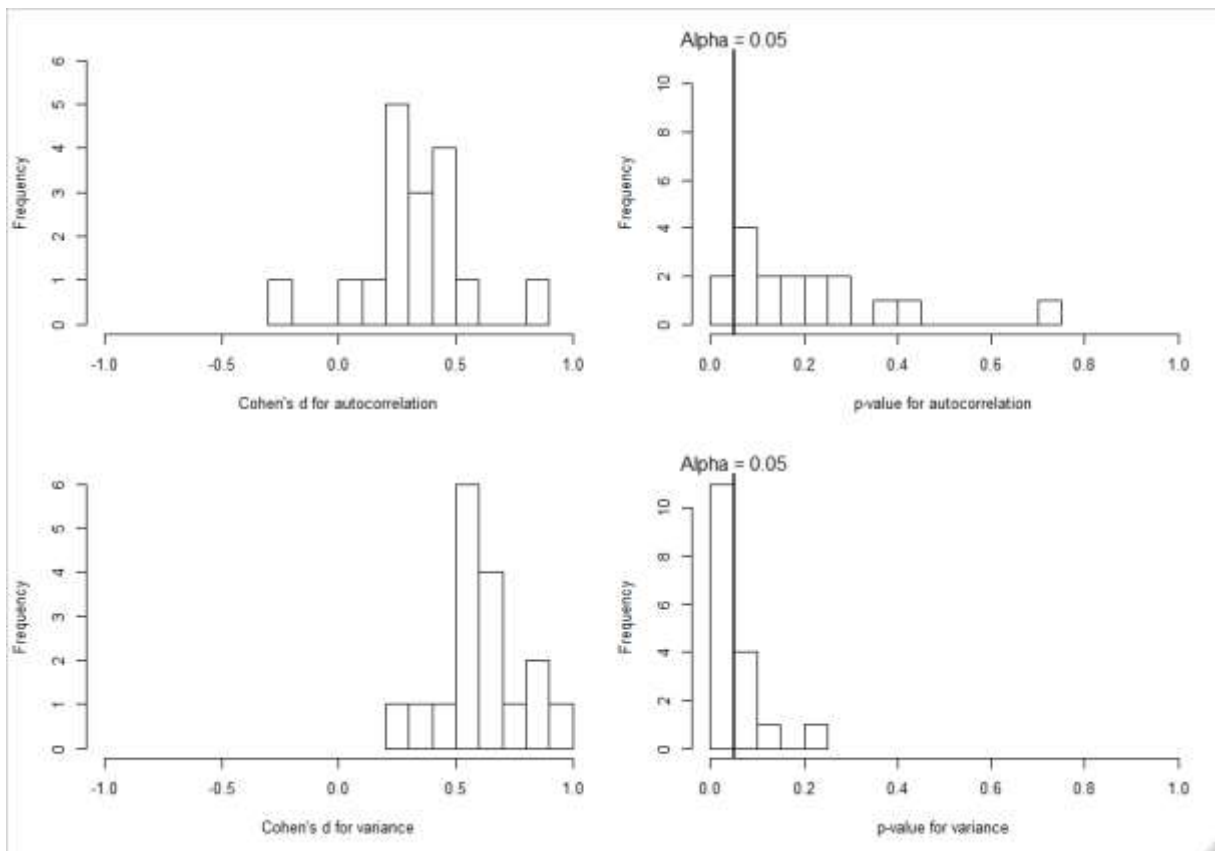 Alpha = 0.05
Frequency
0 1 2 3 4 5 6
-1.0 -0.5 0.0 0.5 1.0
Cohen's d for autocorrelation
Frequency
0 2 4 6 8 10
0.0 0.2 0.4 0.6 0.8 1.0
p-value for autocorrelation
Alpha = 0.05
Frequency
0 1 2 3 4 5 6
-1.0 -0.5 0.0 0.5 1.0
Cohen's d for variance
Frequency
0 2 4 6 8 10
0.0 0.2 0.4 0.6 0.8 1.0
p-value for variance